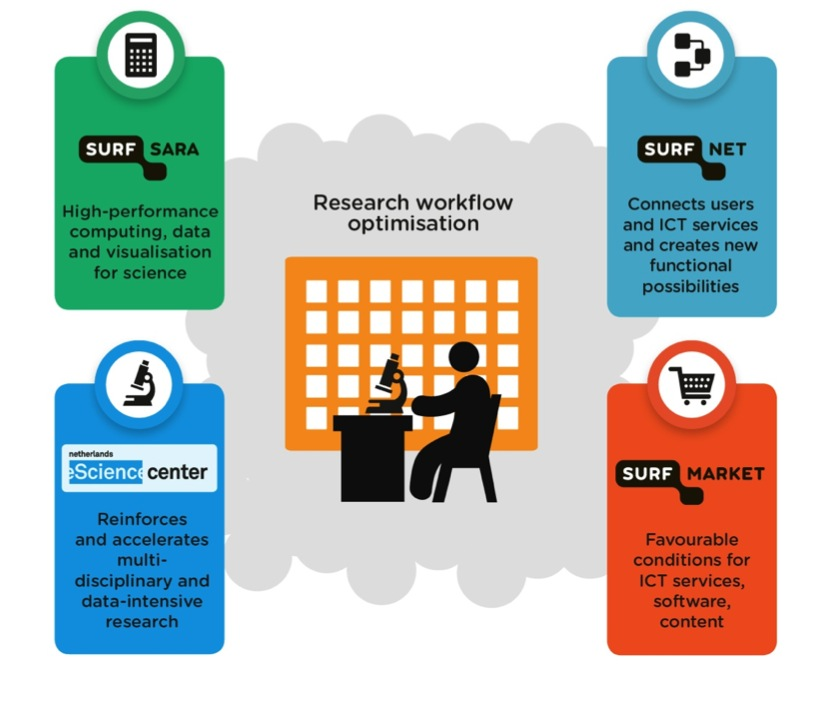 SURF SARA
High-performance
computing, data
and visualisation
for science
Research workflow
optimisation
SURF NET
Connects users
and ICT services
and creates new
functional
possibilities
netherlands
eScience center
Reinforces
and accelerates
multi-
disciplinary and
data-intensive
research
SURF MARKET
Favourable
conditions for
ICT services,
software,
content